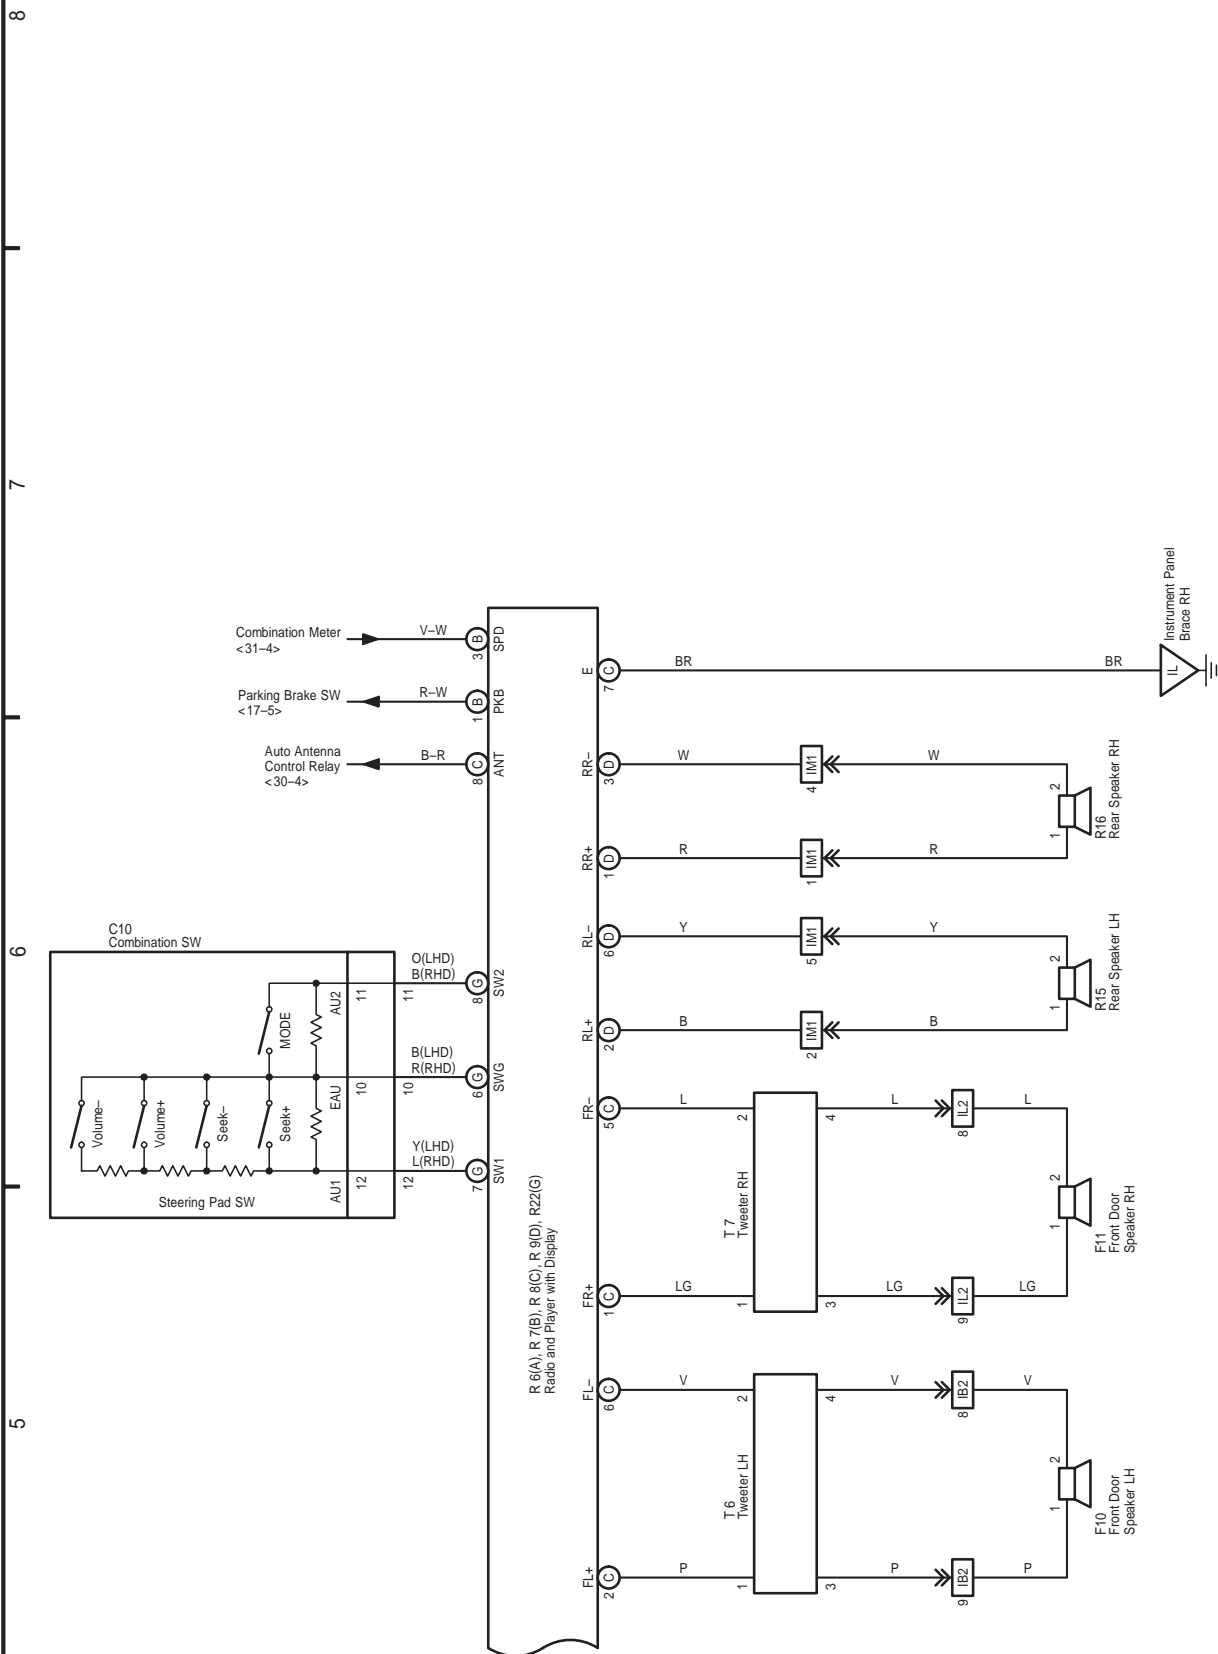 8
7
6
5
Combination Meter
<31–4>
V–W
3
B
SPD
Parking Brake SW
<17–5>
R–W
1
B
PKB
Auto Antenna
Control Relay
<30–4>
B–R
8
C
ANT
C10
Combination SW
Volume–
Volume+
Seek–
Seek+
MODE
Steering Pad SW
AU2
11
11
O(LHD)
B(RHD)
8
G
SW2
EAU
10
10
B(LHD)
R(RHD)
6
G
SWG
AU1
12
12
Y(LHD)
L(RHD)
7
G
SW1
R 6(A), R 7(B), R 8(C), R 9(D), R22(G)
Radio and Player with Display
E
7
C
BR
BR
IL
Instrument Panel
Brace RH
RR–
3
D
W
IM1
4
W
2
RR+
1
D
R
IM1
1
R
1
R16
Rear Speaker RH
RL–
6
D
Y
IM1
5
Y
2
RL+
2
D
B
IM1
2
B
1
R15
Rear Speaker LH
FR–
5
C
L
2
4
L
IL2
8
L
2
T 7
Tweeter RH
FR+
1
C
LG
1
3
LG
IL2
9
LG
1
F11
Front Door
Speaker RH
FL–
6
C
V
2
4
V
IB2
8
V
2
T 6
Tweeter LH
FL+
2
C
P
1
3
P
IB2
9
P
1
F10
Front Door
Speaker LH